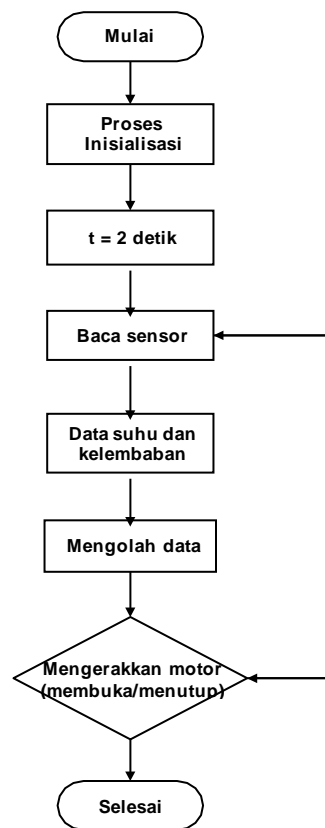 Mulai
Proses
Inisialisasi
t = 2 detik
Baca sensor
Data suhu dan
kelembaban
Mengolah data
Mengerakkan motor
(membuka/menutup)
Selesai